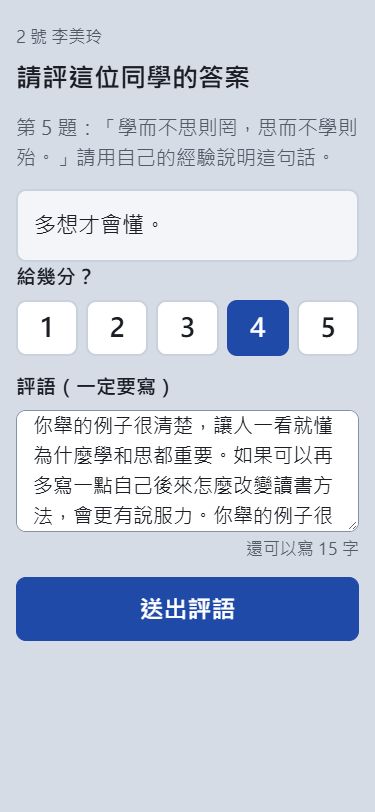 2 號 李美玲
請評這位同學的答案
第 5 題：「學而不思則罔，思而不學則
殆。」請用自己的經驗說明這句話。
多想才會懂。
給幾分？
1 2 3 4 5
評語（一定要寫）
你舉的例子很清楚，讓人一看就懂
為什麼學和思都重要。如果可以再
多寫一點自己後來怎麼改變讀書方
法，會更有說服力。你舉的例子很
還可以寫 15 字
送出評語